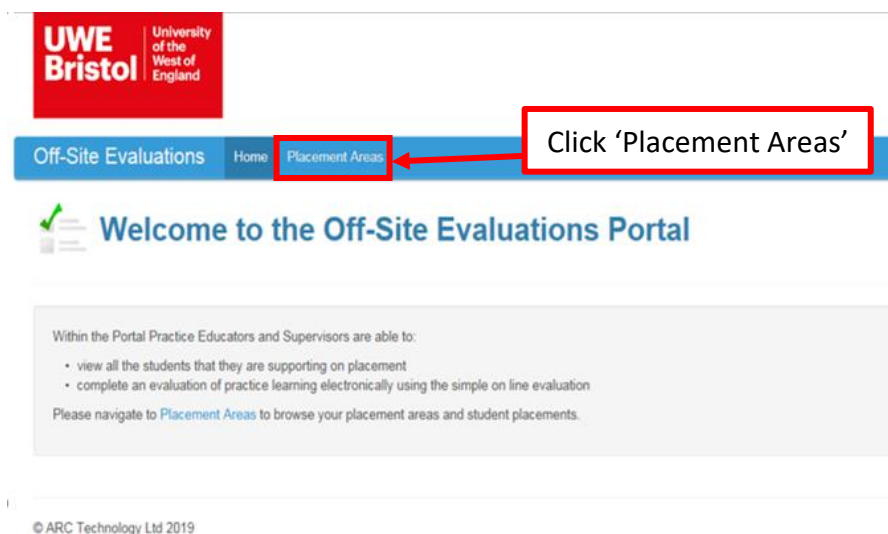 UWE Bristol
University of the West of England
Off-Site Evaluations
Home
Placement Areas
Click ‘Placement Areas’
Welcome to the Off-Site Evaluations Portal
Within the Portal Practice Educators and Supervisors are able to:
• view all the students that they are supporting on placement
• complete an evaluation of practice learning electronically using the simple on line evaluation
Please navigate to Placement Areas to browse your placement areas and student placements.
© ARC Technology Ltd 2019